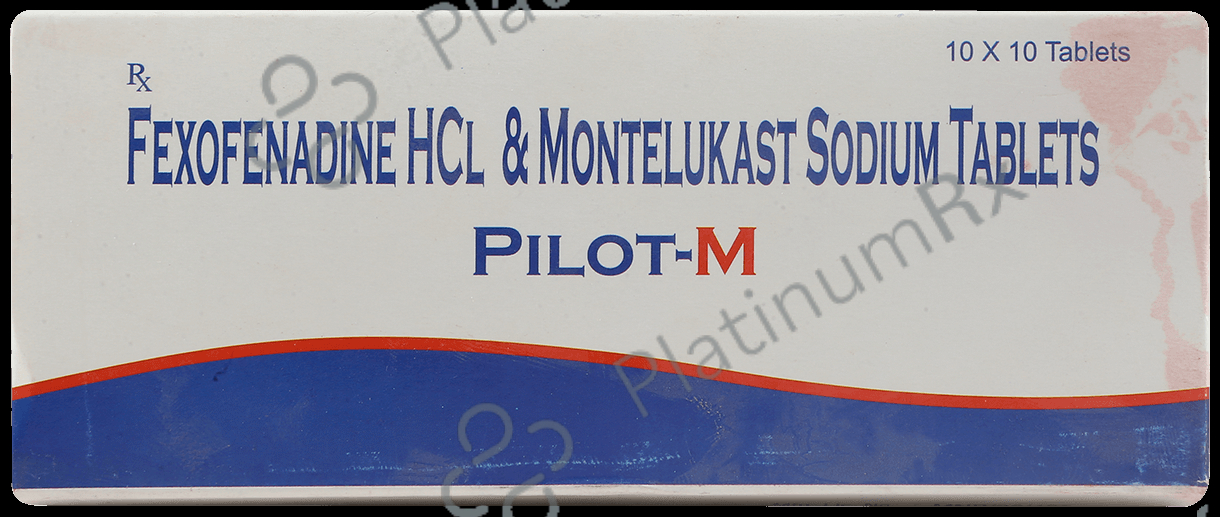 10 X 10 Tablets
Rx
FEXOFENADINE HCL & MONTELUKAST SODIUM TABLETS
PILOT-M
PlatinumRx